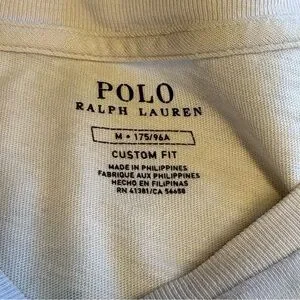 POLO
RALPH LAUREN
M • 175/96A
CUSTOM FIT
MADE IN PHILIPPINES
FABRIQUE AUX PHILIPPINES
HECHO EN FILIPINAS
RN 41381/CA 56658